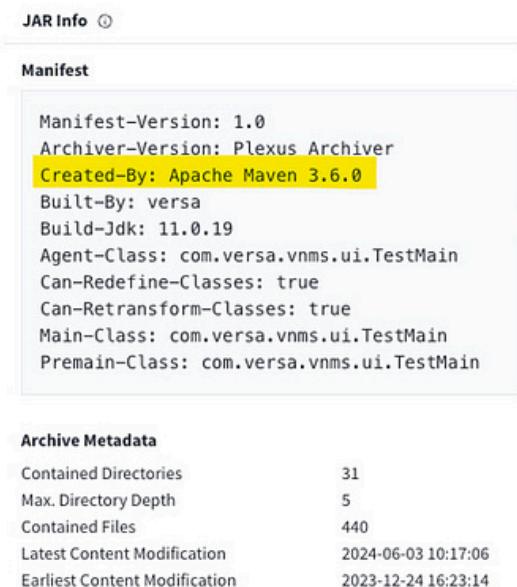 JAR Info ⓘ
Manifest
Manifest-Version: 1.0
Archiver-Version: Plexus Archiver
Created-By: Apache Maven 3.6.0
Built-By: versa
Build-Jdk: 11.0.19
Agent-Class: com.versa.vnms.ui.TestMain
Can-Redefine-Classes: true
Can-Retransform-Classes: true
Main-Class: com.versa.vnms.ui.TestMain
Premain-Class: com.versa.vnms.ui.TestMain
Archive Metadata
Contained Directories 31
Max. Directory Depth 5
Contained Files 440
Latest Content Modification 2024-06-03 10:17:06
Earliest Content Modification 2023-12-24 16:23:14